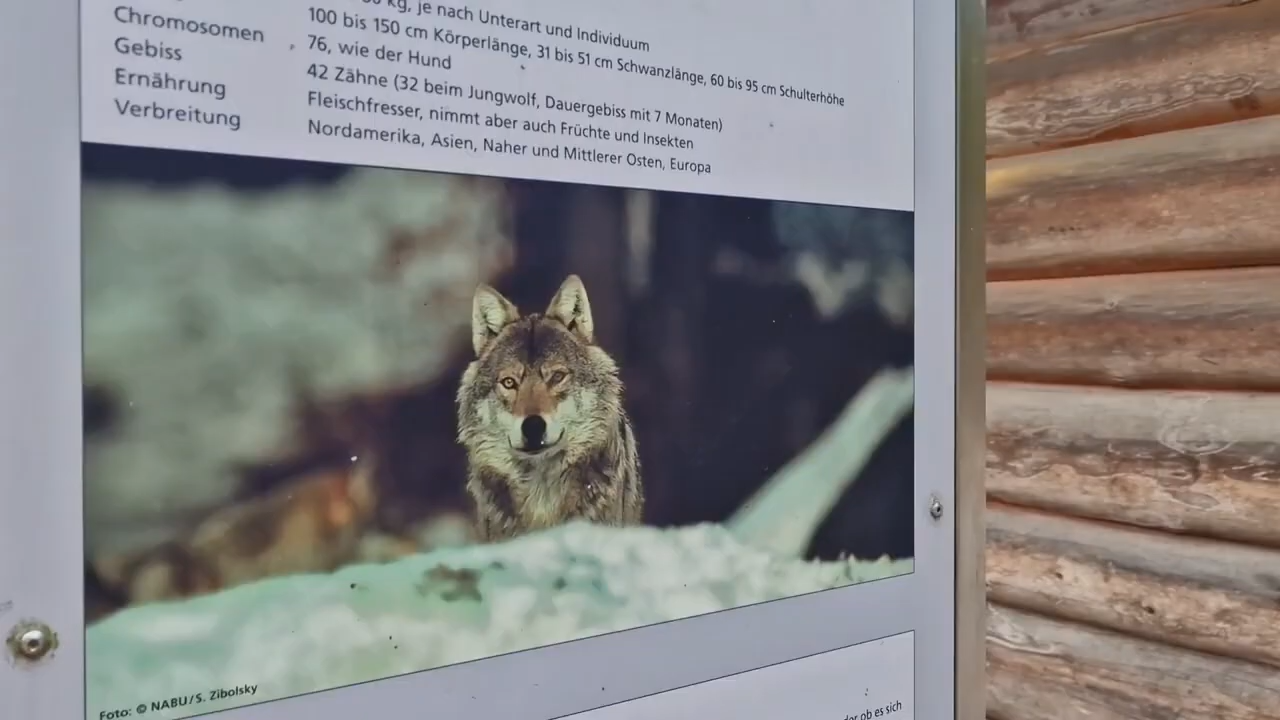 kg, je nach Unterart und Individuum
100 bis 150 cm Körperlänge, 31 bis 51 cm Schwanzlänge, 60 bis 95 cm Schulterhöhe
Chromosomen 76, wie der Hund
Gebiss 42 Zähne (32 beim Jungwolf, Dauergebiss mit 7 Monaten)
Ernährung Fleischfresser, nimmt aber auch Früchte und Insekten
Verbreitung Nordamerika, Asien, Naher und Mittlerer Osten, Europa
Foto: © NABU/S. Zibolsky
ob es sich